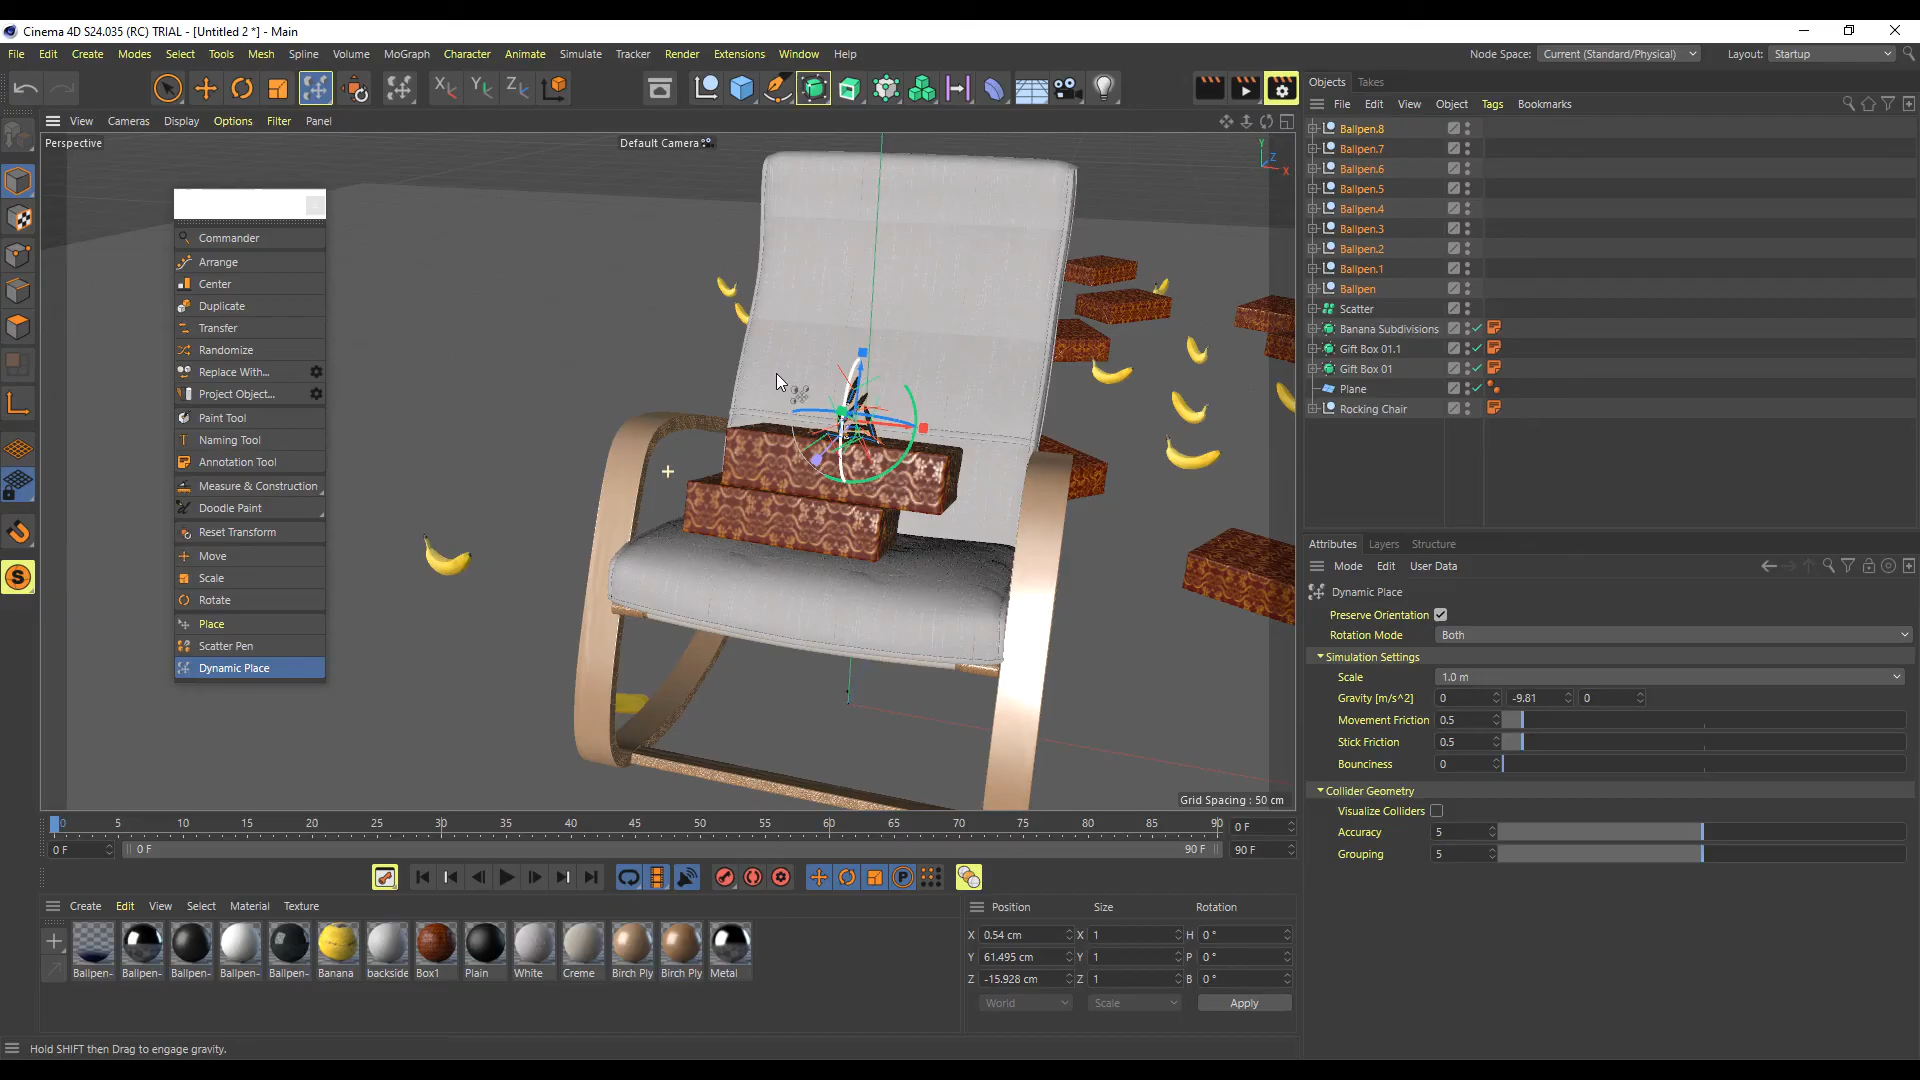 Cinema 4D S24.035 (RC) TRIAL - [Untitled 2 *] - Main
File Edit Create Modes Select Tools Mesh Spline Volume MoGraph Character Animate Simulate Tracker Render Extensions Window Help
Node Space: Current (Standard/Physical) Layout: Startup
X Y Z
Objects Takes
File Edit View Object Tags Bookmarks
View Cameras Display Options Filter Panel
Perspective
Default Camera
Y
Z
X
Commander
Arrange
Center
Duplicate
Transfer
Randomize
Replace With...
Project Object...
Paint Tool
Naming Tool
Annotation Tool
Measure & Construction
Doodle Paint
Reset Transform
Move
Scale
Rotate
Place
Scatter Pen
Dynamic Place
S
Grid Spacing : 50 cm
Ballpen.8
Ballpen.7
Ballpen.6
Ballpen.5
Ballpen.4
Ballpen.3
Ballpen.2
Ballpen.1
Ballpen
Scatter
Banana Subdivisions
Gift Box 01.1
Gift Box 01
Plane
Rocking Chair
Attributes Layers Structure
Mode Edit User Data
Dynamic Place
Preserve Orientation
Rotation Mode Both
Simulation Settings
Scale 1.0 m
Gravity [m/s^2] 0 -9.81 0
Movement Friction 0.5
Stick Friction 0.5
Bounciness 0
Collider Geometry
Visualize Colliders
Accuracy 5
Grouping 5
0 5 10 15 20 25 30 35 40 45 50 55 60 65 70 75 80 85 90 0 F
0 F 0 F 90 F 90 F
P
Create Edit View Select Material Texture
Ballpen- Ballpen- Ballpen- Ballpen- Ballpen- Banana backside Box1 Plain White Creme Birch Ply Birch Ply Metal
Position Size Rotation
X 0.54 cm X 1 H 0 °
Y 61.495 cm Y 1 P 0 °
Z -15.928 cm Z 1 B 0 °
World Scale Apply
Hold SHIFT then Drag to engage gravity.